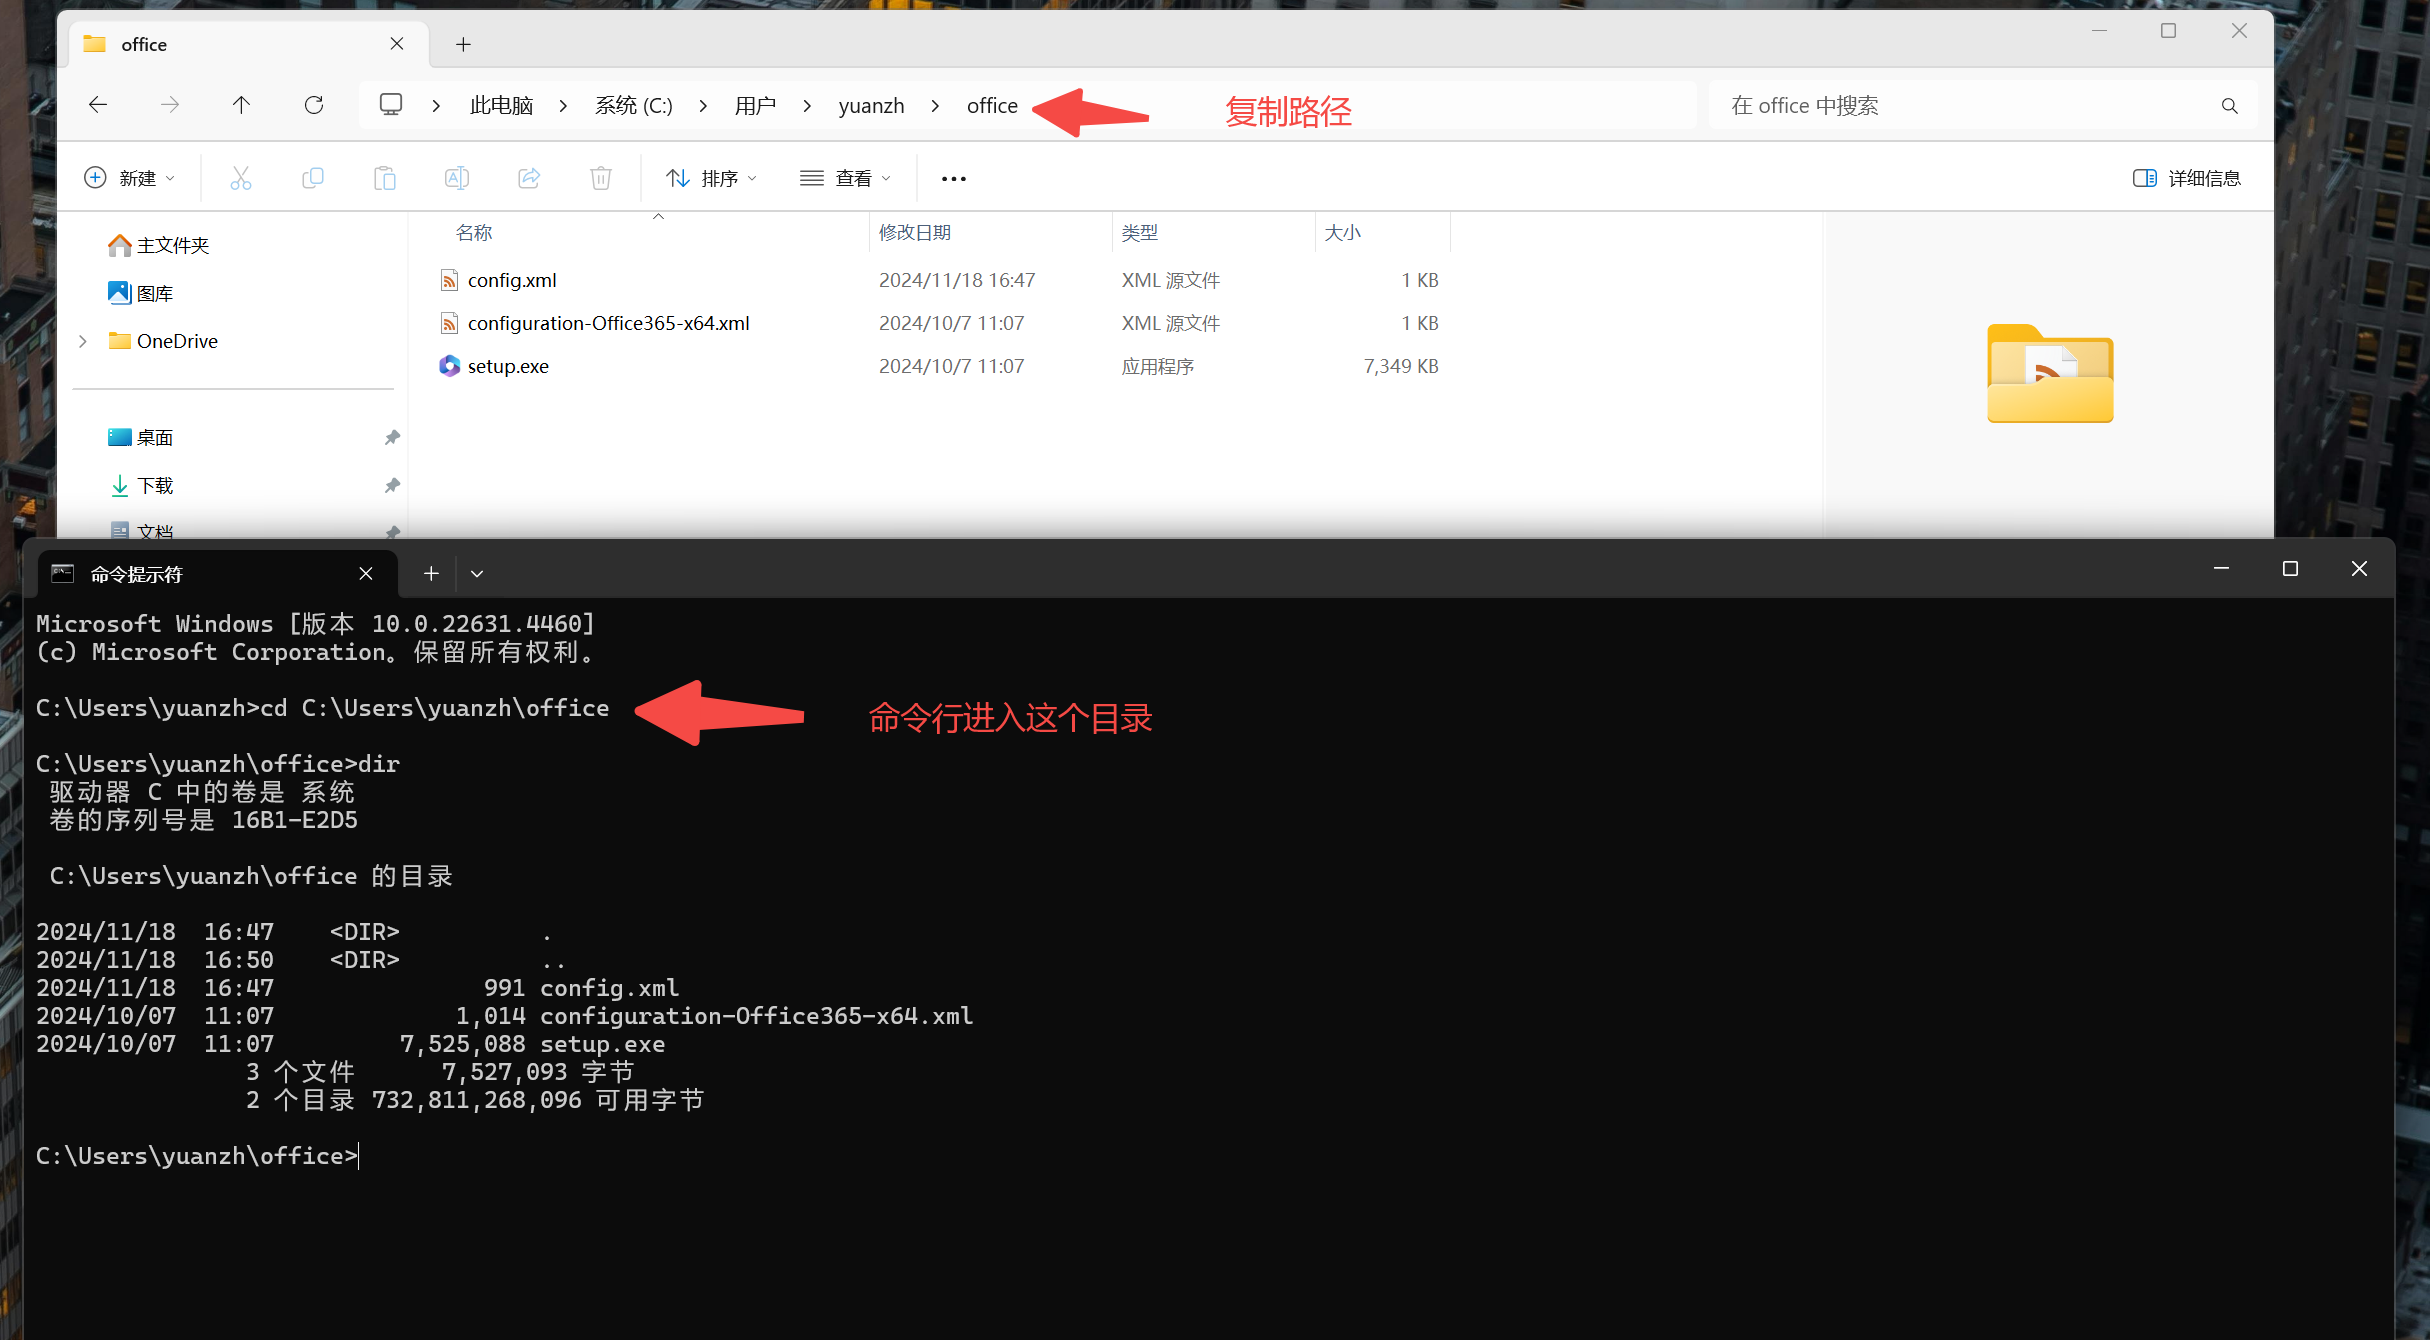 office
此电脑 > 系统 (C:) > 用户 > yuanzh > office
复制路径
在 office 中搜索
新建
排序
查看
详细信息
名称 修改日期 类型 大小
主文件夹
图库
OneDrive
桌面
下载
文档
config.xml 2024/11/18 16:47 XML 源文件 1 KB
configuration-Office365-x64.xml 2024/10/7 11:07 XML 源文件 1 KB
setup.exe 2024/10/7 11:07 应用程序 7,349 KB
命令提示符
Microsoft Windows [版本 10.0.22631.4460]
(c) Microsoft Corporation。保留所有权利。
C:\Users\yuanzh>cd C:\Users\yuanzh\office
命令行进入这个目录
C:\Users\yuanzh\office>dir
驱动器 C 中的卷是 系统
卷的序列号是 16B1-E2D5
C:\Users\yuanzh\office 的目录
2024/11/18 16:47 <DIR> .
2024/11/18 16:50 <DIR> ..
2024/11/18 16:47 991 config.xml
2024/10/07 11:07 1,014 configuration-Office365-x64.xml
2024/10/07 11:07 7,525,088 setup.exe
3 个文件 7,527,093 字节
2 个目录 732,811,268,096 可用字节
C:\Users\yuanzh\office>